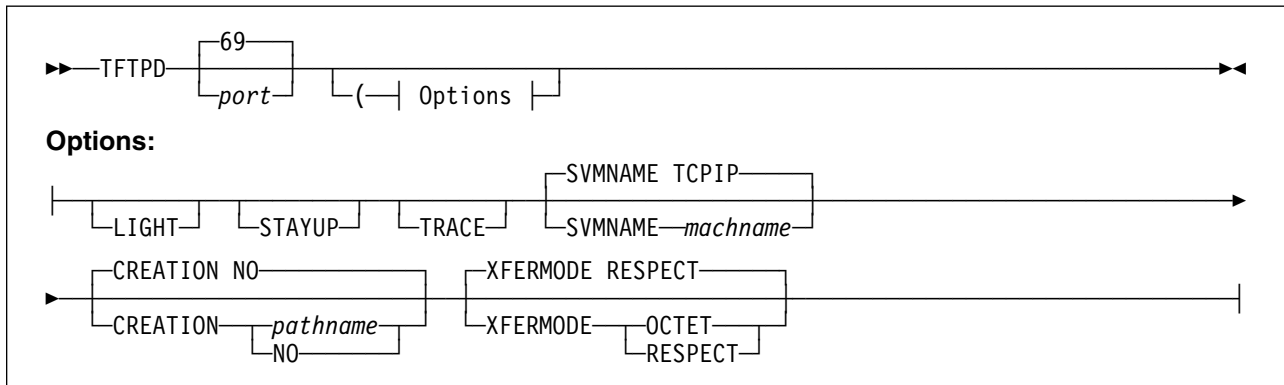 69
TFTPD
port ( Options
Options:
SVMNAME TCPIP
LIGHT STAYUP TRACE SVMNAME machname
CREATION NO XFERMODE RESPECT
CREATION pathname XFERMODE OCTET
NO RESPECT